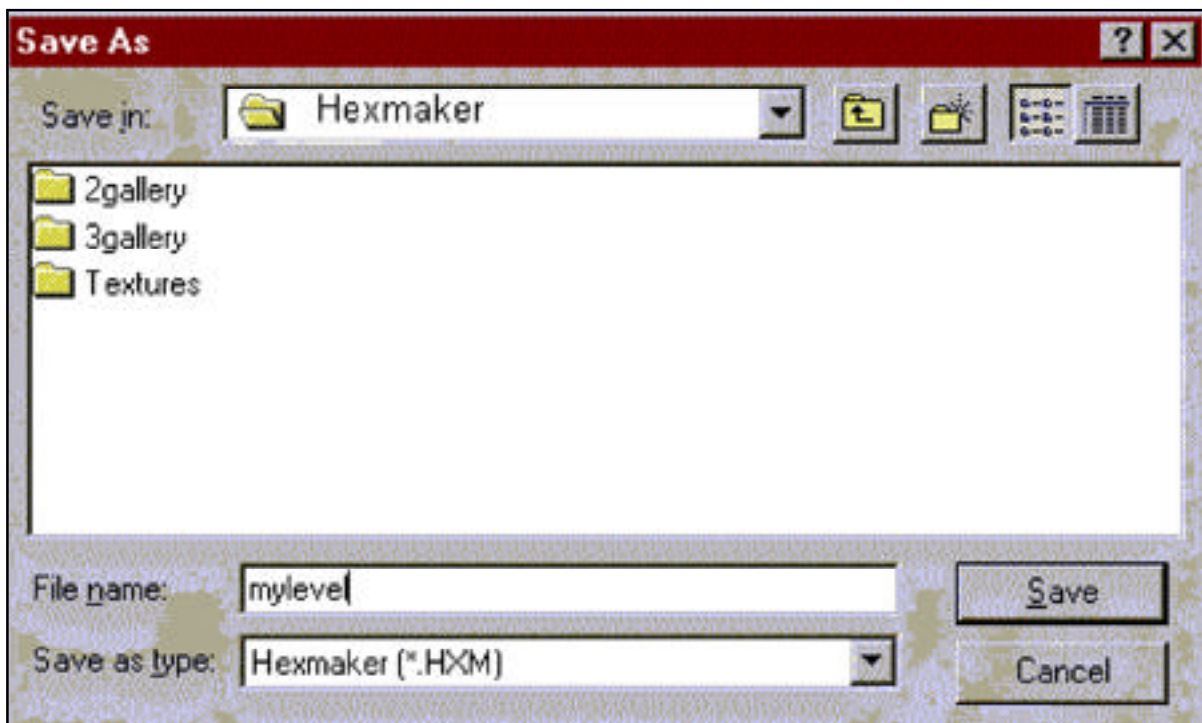 Save As
Save in: Hexmaker
2gallery
3gallery
Textures
File name: mylevel Save
Save as type: Hexmaker (*.HXM) Cancel